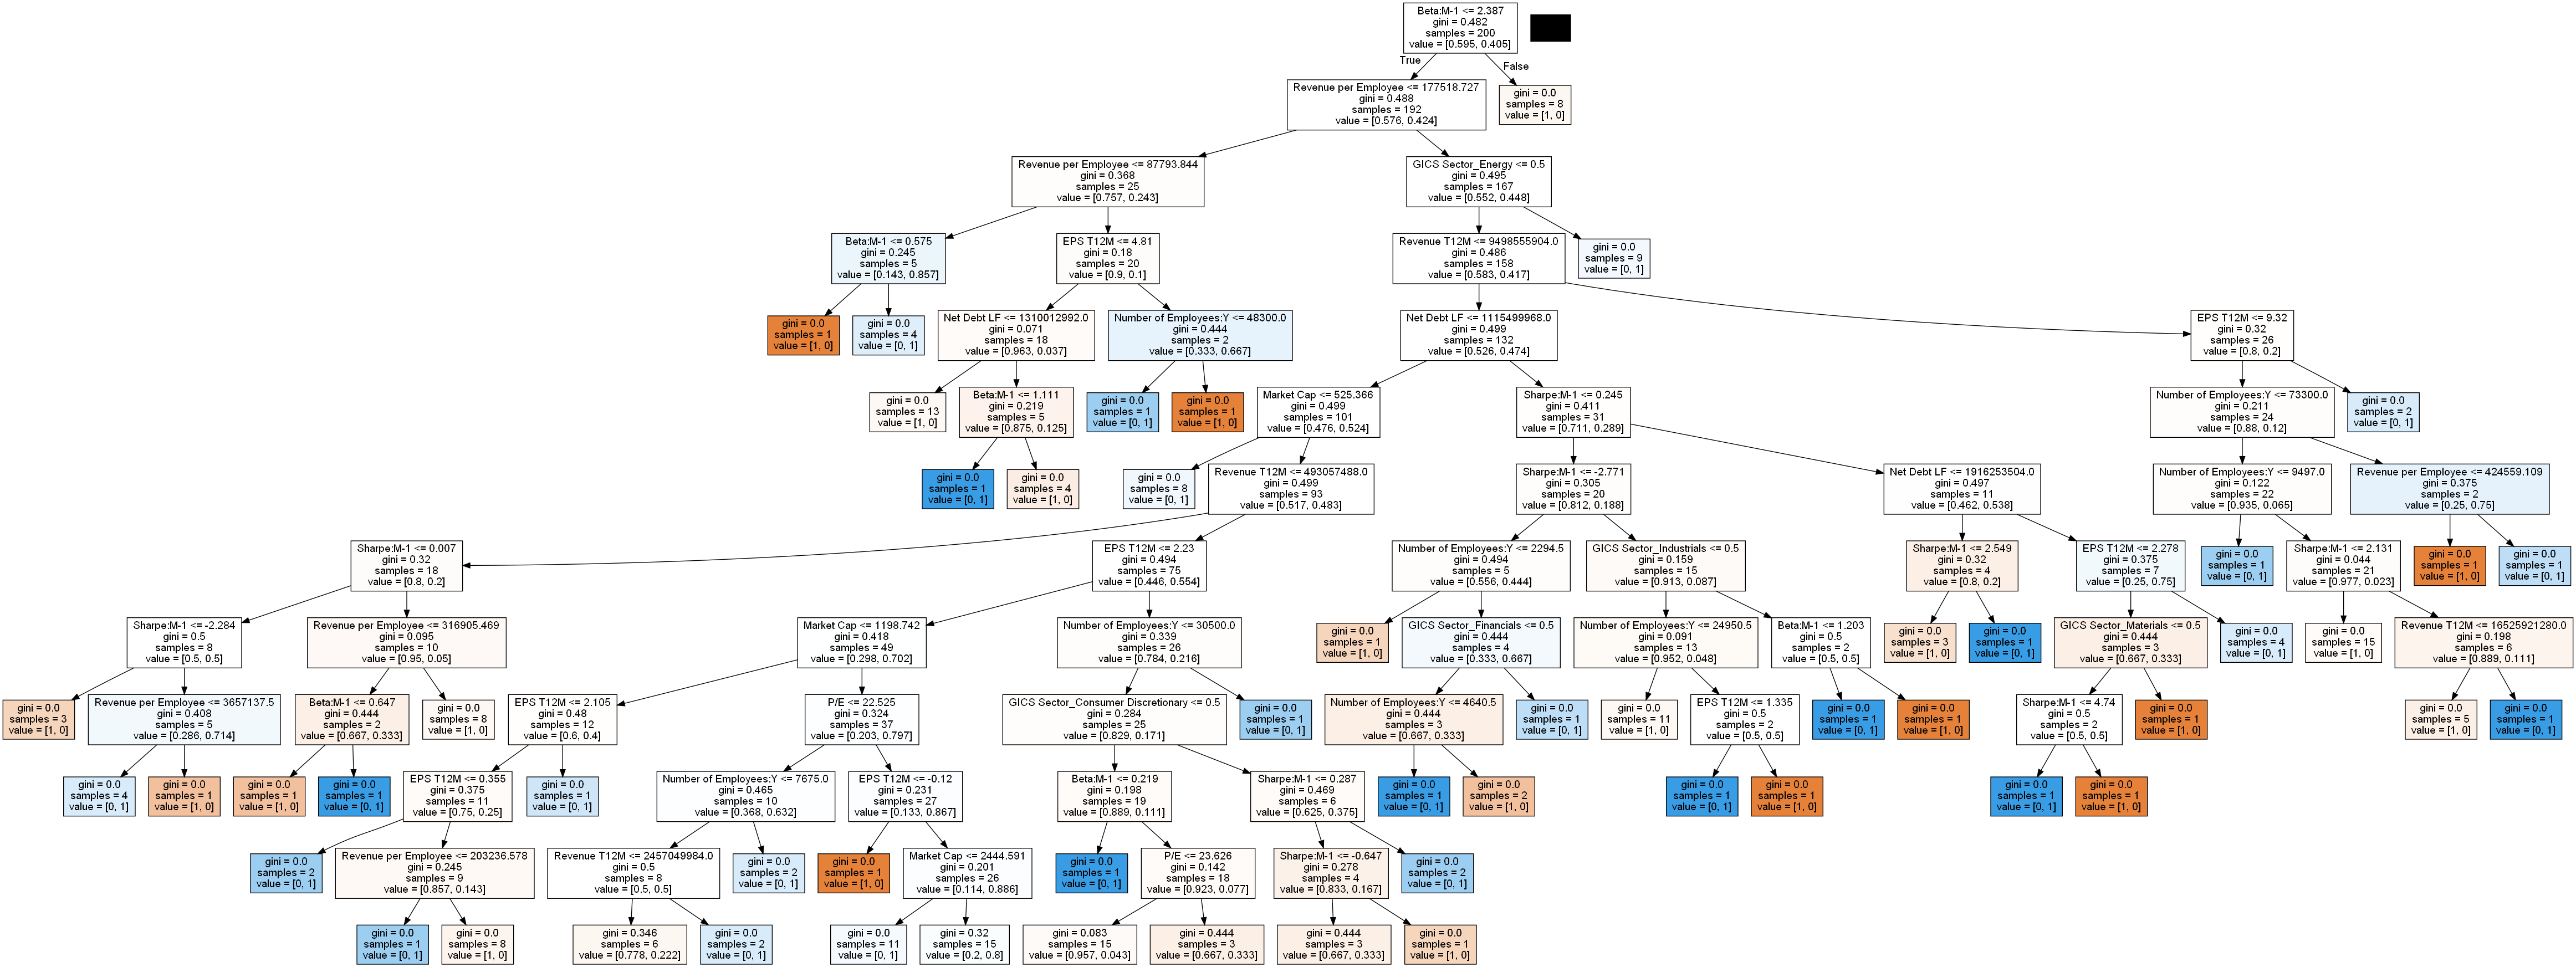 Beta:M-1 <= 2.387
gini = 0.482
samples = 200
value = [0.595, 0.405]
True
False
Revenue per Employee <= 177518.727
gini = 0.488
samples = 192
value = [0.576, 0.424]
gini = 0.0
samples = 8
value = [1, 0]
Revenue per Employee <= 87793.844
gini = 0.368
samples = 25
value = [0.757, 0.243]
GICS Sector_Energy <= 0.5
gini = 0.495
samples = 167
value = [0.552, 0.448]
Beta:M-1 <= 0.575
gini = 0.245
samples = 5
value = [0.143, 0.857]
EPS T12M <= 4.81
gini = 0.18
samples = 20
value = [0.9, 0.1]
Revenue T12M <= 9498555904.0
gini = 0.486
samples = 158
value = [0.583, 0.417]
gini = 0.0
samples = 9
value = [0, 1]
gini = 0.0
samples = 1
value = [1, 0]
gini = 0.0
samples = 4
value = [0, 1]
Net Debt LF <= 1310012992.0
gini = 0.071
samples = 18
value = [0.963, 0.037]
Number of Employees:Y <= 48300.0
gini = 0.444
samples = 2
value = [0.333, 0.667]
Net Debt LF <= 1115499968.0
gini = 0.499
samples = 132
value = [0.526, 0.474]
EPS T12M <= 9.32
gini = 0.32
samples = 26
value = [0.8, 0.2]
gini = 0.0
samples = 13
value = [1, 0]
Beta:M-1 <= 1.111
gini = 0.219
samples = 5
value = [0.875, 0.125]
gini = 0.0
samples = 1
value = [0, 1]
gini = 0.0
samples = 1
value = [1, 0]
Market Cap <= 525.366
gini = 0.499
samples = 101
value = [0.476, 0.524]
Sharpe:M-1 <= 0.245
gini = 0.411
samples = 31
value = [0.711, 0.289]
Number of Employees:Y <= 73300.0
gini = 0.211
samples = 24
value = [0.88, 0.12]
gini = 0.0
samples = 2
value = [0, 1]
gini = 0.0
samples = 1
value = [0, 1]
gini = 0.0
samples = 4
value = [1, 0]
gini = 0.0
samples = 8
value = [0, 1]
Revenue T12M <= 493057488.0
gini = 0.499
samples = 93
value = [0.517, 0.483]
Sharpe:M-1 <= -2.771
gini = 0.305
samples = 20
value = [0.812, 0.188]
Net Debt LF <= 1916253504.0
gini = 0.497
samples = 11
value = [0.462, 0.538]
Number of Employees:Y <= 9497.0
gini = 0.122
samples = 22
value = [0.935, 0.065]
Revenue per Employee <= 424559.109
gini = 0.375
samples = 2
value = [0.25, 0.75]
Sharpe:M-1 <= 0.007
gini = 0.32
samples = 18
value = [0.8, 0.2]
EPS T12M <= 2.23
gini = 0.494
samples = 75
value = [0.446, 0.554]
Number of Employees:Y <= 2294.5
gini = 0.494
samples = 5
value = [0.556, 0.444]
GICS Sector_Industrials <= 0.5
gini = 0.159
samples = 15
value = [0.913, 0.087]
Sharpe:M-1 <= 2.549
gini = 0.32
samples = 4
value = [0.8, 0.2]
EPS T12M <= 2.278
gini = 0.375
samples = 7
value = [0.25, 0.75]
gini = 0.0
samples = 1
value = [0, 1]
Sharpe:M-1 <= 2.131
gini = 0.044
samples = 21
value = [0.977, 0.023]
gini = 0.0
samples = 1
value = [1, 0]
gini = 0.0
samples = 1
value = [0, 1]
Sharpe:M-1 <= -2.284
gini = 0.5
samples = 8
value = [0.5, 0.5]
Revenue per Employee <= 316905.469
gini = 0.095
samples = 10
value = [0.95, 0.05]
Market Cap <= 1198.742
gini = 0.418
samples = 49
value = [0.298, 0.702]
Number of Employees:Y <= 30500.0
gini = 0.339
samples = 26
value = [0.784, 0.216]
gini = 0.0
samples = 1
value = [1, 0]
GICS Sector_Financials <= 0.5
gini = 0.444
samples = 4
value = [0.333, 0.667]
Number of Employees:Y <= 24950.5
gini = 0.091
samples = 13
value = [0.952, 0.048]
Beta:M-1 <= 1.203
gini = 0.5
samples = 2
value = [0.5, 0.5]
gini = 0.0
samples = 3
value = [1, 0]
gini = 0.0
samples = 1
value = [0, 1]
GICS Sector_Materials <= 0.5
gini = 0.444
samples = 3
value = [0.667, 0.333]
gini = 0.0
samples = 4
value = [0, 1]
gini = 0.0
samples = 15
value = [1, 0]
Revenue T12M <= 16525921280.0
gini = 0.198
samples = 6
value = [0.889, 0.111]
gini = 0.0
samples = 3
value = [1, 0]
Revenue per Employee <= 3657137.5
gini = 0.408
samples = 5
value = [0.286, 0.714]
Beta:M-1 <= 0.647
gini = 0.444
samples = 2
value = [0.667, 0.333]
gini = 0.0
samples = 8
value = [1, 0]
EPS T12M <= 2.105
gini = 0.48
samples = 12
value = [0.6, 0.4]
P/E <= 22.525
gini = 0.324
samples = 37
value = [0.203, 0.797]
GICS Sector_Consumer Discretionary <= 0.5
gini = 0.284
samples = 25
value = [0.829, 0.171]
gini = 0.0
samples = 1
value = [0, 1]
Number of Employees:Y <= 4640.5
gini = 0.444
samples = 3
value = [0.667, 0.333]
gini = 0.0
samples = 1
value = [0, 1]
gini = 0.0
samples = 11
value = [1, 0]
EPS T12M <= 1.335
gini = 0.5
samples = 2
value = [0.5, 0.5]
gini = 0.0
samples = 1
value = [0, 1]
gini = 0.0
samples = 1
value = [1, 0]
Sharpe:M-1 <= 4.74
gini = 0.5
samples = 2
value = [0.5, 0.5]
gini = 0.0
samples = 1
value = [1, 0]
gini = 0.0
samples = 5
value = [1, 0]
gini = 0.0
samples = 1
value = [0, 1]
gini = 0.0
samples = 4
value = [0, 1]
gini = 0.0
samples = 1
value = [1, 0]
gini = 0.0
samples = 1
value = [1, 0]
gini = 0.0
samples = 1
value = [0, 1]
EPS T12M <= 0.355
gini = 0.375
samples = 11
value = [0.75, 0.25]
gini = 0.0
samples = 1
value = [0, 1]
Number of Employees:Y <= 7675.0
gini = 0.465
samples = 10
value = [0.368, 0.632]
EPS T12M <= -0.12
gini = 0.231
samples = 27
value = [0.133, 0.867]
Beta:M-1 <= 0.219
gini = 0.198
samples = 19
value = [0.889, 0.111]
Sharpe:M-1 <= 0.287
gini = 0.469
samples = 6
value = [0.625, 0.375]
gini = 0.0
samples = 1
value = [0, 1]
gini = 0.0
samples = 2
value = [1, 0]
gini = 0.0
samples = 1
value = [0, 1]
gini = 0.0
samples = 1
value = [1, 0]
gini = 0.0
samples = 1
value = [0, 1]
gini = 0.0
samples = 1
value = [1, 0]
gini = 0.0
samples = 2
value = [0, 1]
Revenue per Employee <= 203236.578
gini = 0.245
samples = 9
value = [0.857, 0.143]
Revenue T12M <= 2457049984.0
gini = 0.5
samples = 8
value = [0.5, 0.5]
gini = 0.0
samples = 2
value = [0, 1]
gini = 0.0
samples = 1
value = [1, 0]
Market Cap <= 2444.591
gini = 0.201
samples = 26
value = [0.114, 0.886]
gini = 0.0
samples = 1
value = [0, 1]
P/E <= 23.626
gini = 0.142
samples = 18
value = [0.923, 0.077]
Sharpe:M-1 <= -0.647
gini = 0.278
samples = 4
value = [0.833, 0.167]
gini = 0.0
samples = 2
value = [0, 1]
gini = 0.0
samples = 1
value = [0, 1]
gini = 0.0
samples = 8
value = [1, 0]
gini = 0.346
samples = 6
value = [0.778, 0.222]
gini = 0.0
samples = 2
value = [0, 1]
gini = 0.0
samples = 11
value = [0, 1]
gini = 0.32
samples = 15
value = [0.2, 0.8]
gini = 0.083
samples = 15
value = [0.957, 0.043]
gini = 0.444
samples = 3
value = [0.667, 0.333]
gini = 0.444
samples = 3
value = [0.667, 0.333]
gini = 0.0
samples = 1
value = [1, 0]